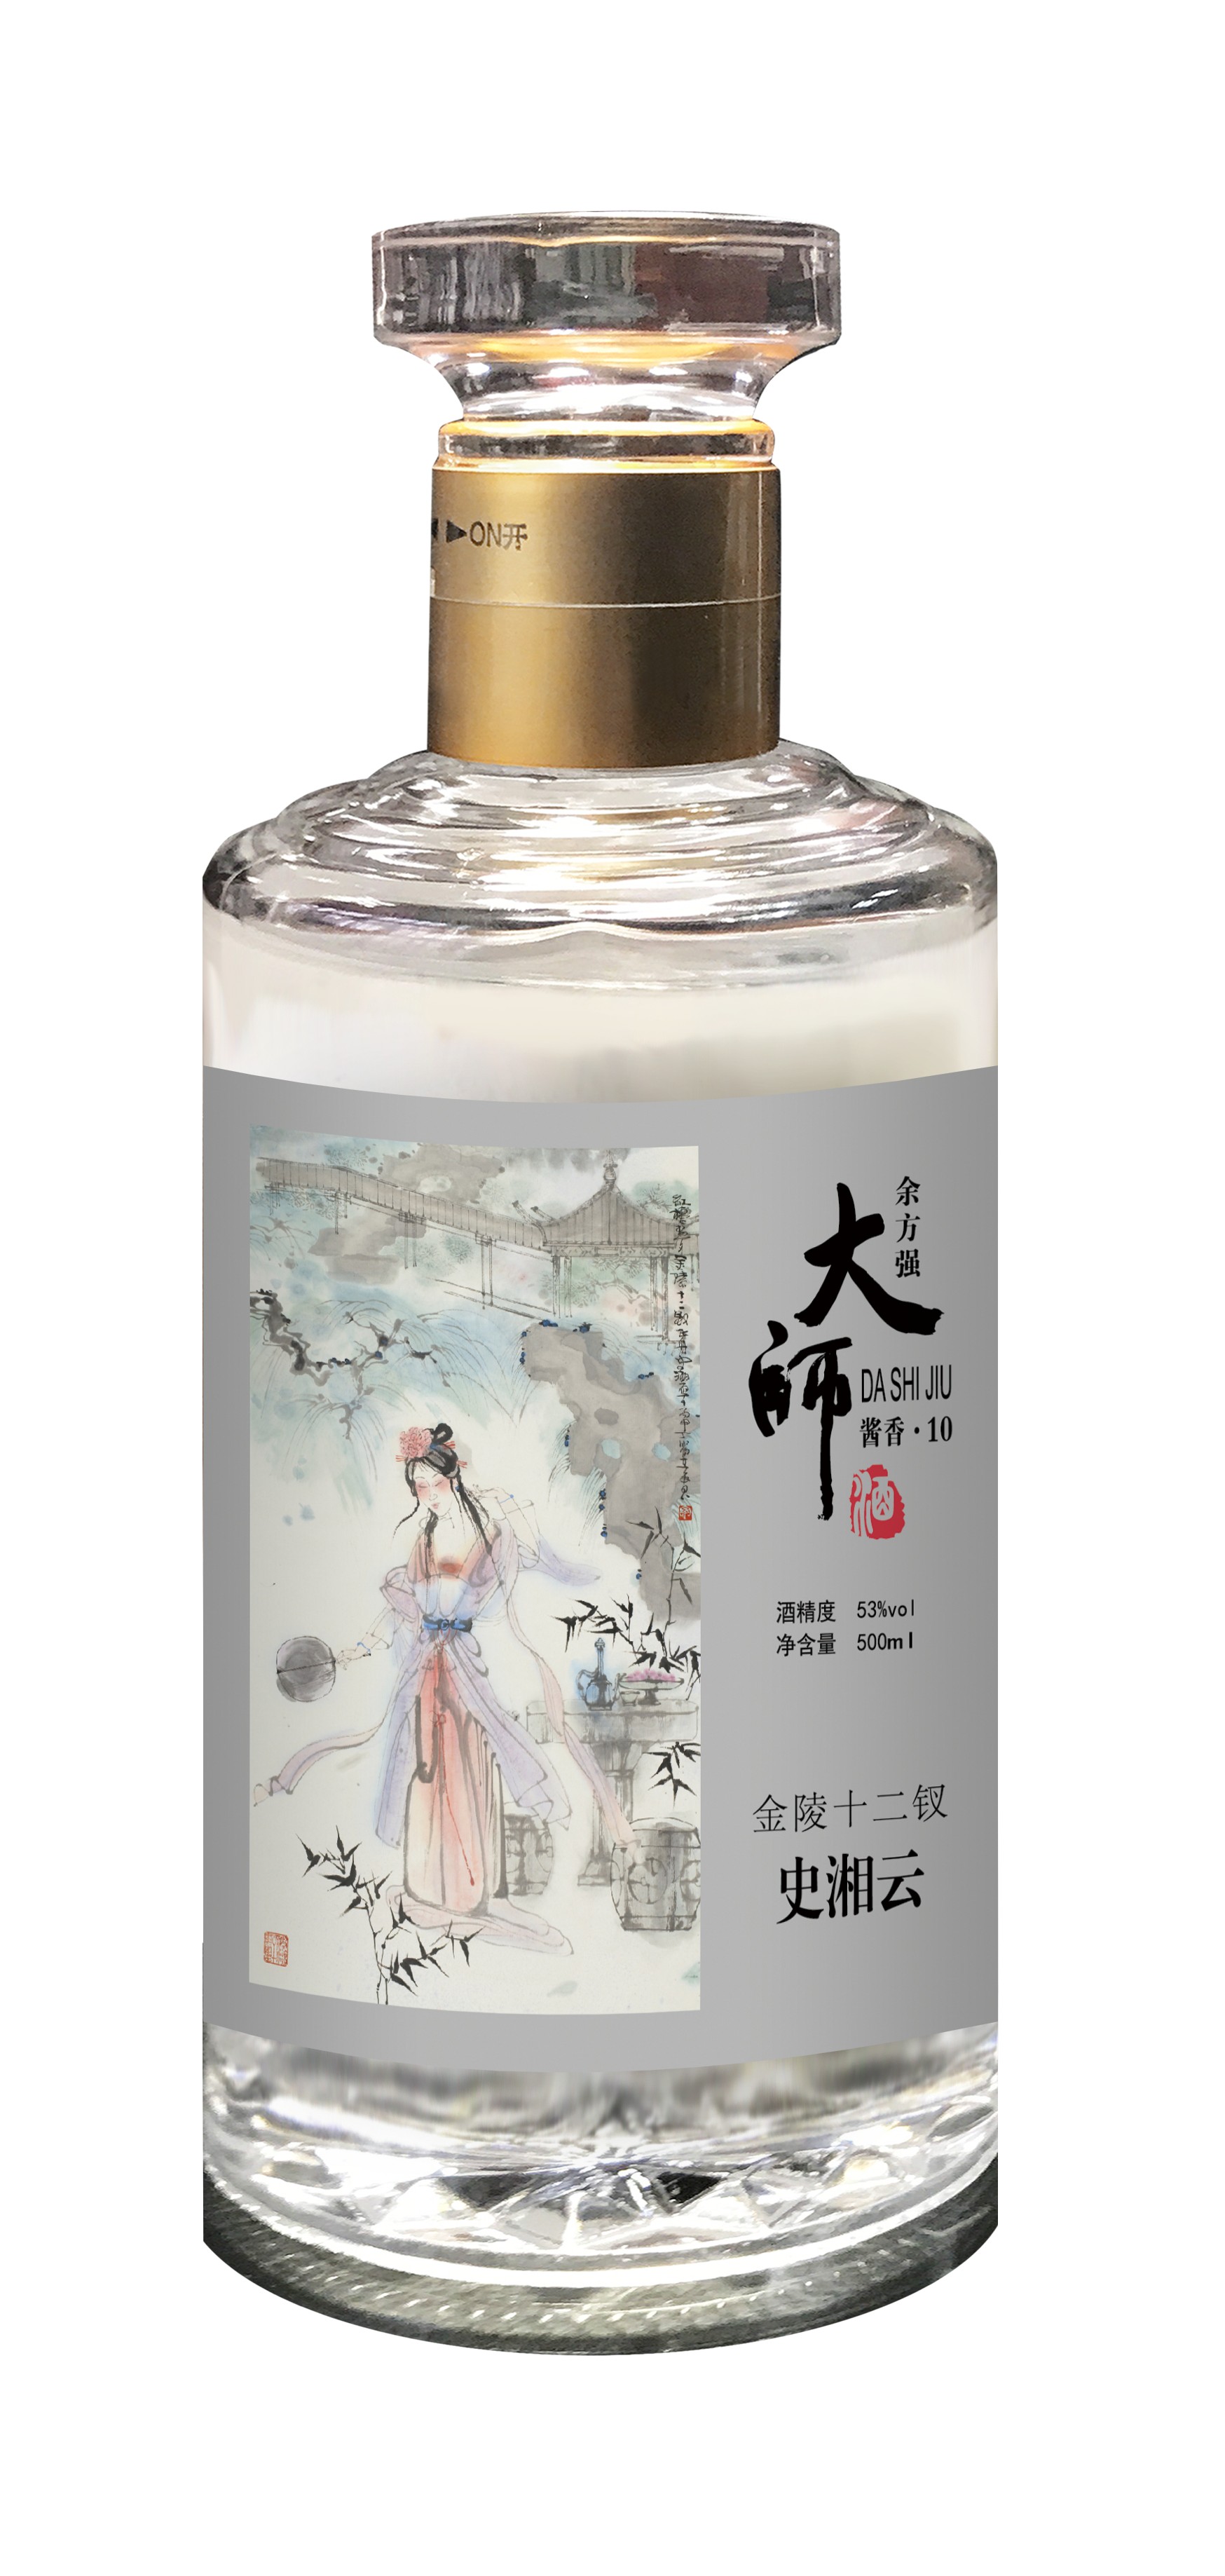 ON开
余方强
大師
DA SHI JIU
酱香·10
酒
酒精度 53%vol
净含量 500ml
金陵十二钗
史湘云